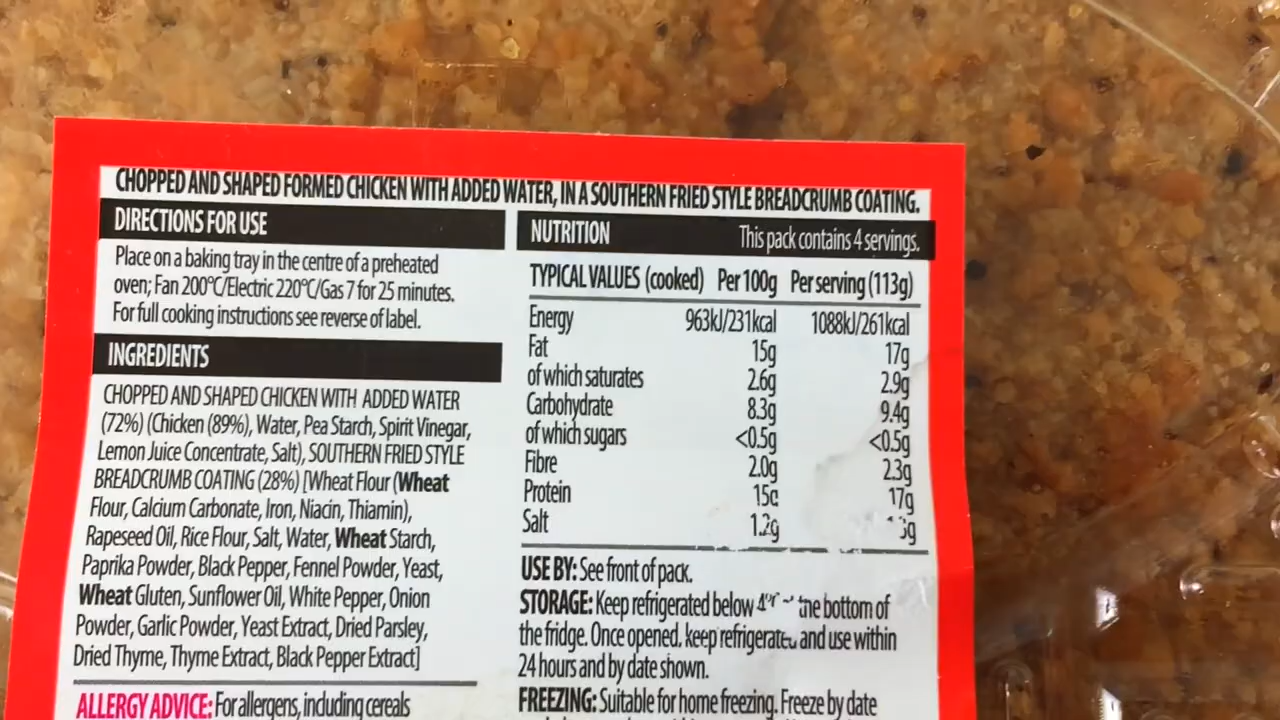 CHOPPED AND SHAPED FORMED CHICKEN WITH ADDED WATER, IN A SOUTHERN FRIED STYLE BREADCRUMB COATING.
DIRECTIONS FOR USE
Place on a baking tray in the centre of a preheated
oven; Fan 200°C/Electric 220°C/Gas 7 for 25 minutes.
For full cooking instructions see reverse of label.
INGREDIENTS
CHOPPED AND SHAPED CHICKEN WITH ADDED WATER
(72%) (Chicken (89%), Water, Pea Starch, Spirit Vinegar,
Lemon Juice Concentrate, Salt), SOUTHERN FRIED STYLE
BREADCRUMB COATING (28%) [Wheat Flour (Wheat
Flour, Calcium Carbonate, Iron, Niacin, Thiamin),
Rapeseed Oil, Rice Flour, Salt, Water, Wheat Starch,
Paprika Powder, Black Pepper, Fennel Powder, Yeast,
Wheat Gluten, Sunflower Oil, White Pepper, Onion
Powder, Garlic Powder, Yeast Extract, Dried Parsley,
Dried Thyme, Thyme Extract, Black Pepper Extract]
ALLERGY ADVICE: For allergens, including cereals
NUTRITION This pack contains 4 servings.
TYPICAL VALUES (cooked) Per 100g Per serving (113g)
Energy 963kJ/231kcal 1088kJ/261kcal
Fat 15g 17g
of which saturates 2.6g 2.9g
Carbohydrate 8.3g 9.4g
of which sugars <0.5g <0.5g
Fibre 2.0g 2.3g
Protein 15g 17g
Salt 1.2g
USE BY: See front of pack.
STORAGE: Keep refrigerated below the bottom of
the fridge. Once opened, keep refrigerated and use within
24 hours and by date shown.
FREEZING: Suitable for home freezing. Freeze by date